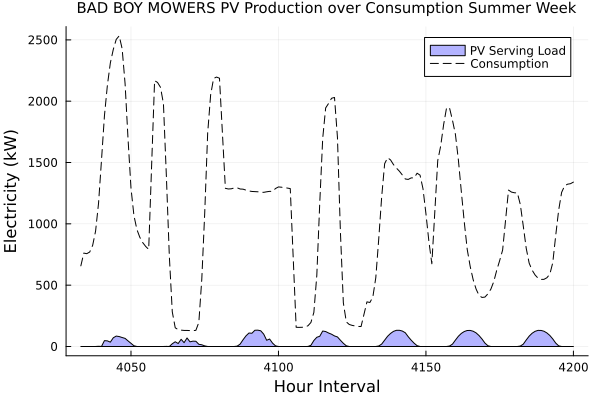 BAD BOY MOWERS PV Production over Consumption Summer Week
2500
2000
1500
1000
500
0
Electricity (kW)
PV Serving Load
Consumption
4050
4100
4150
4200
Hour Interval